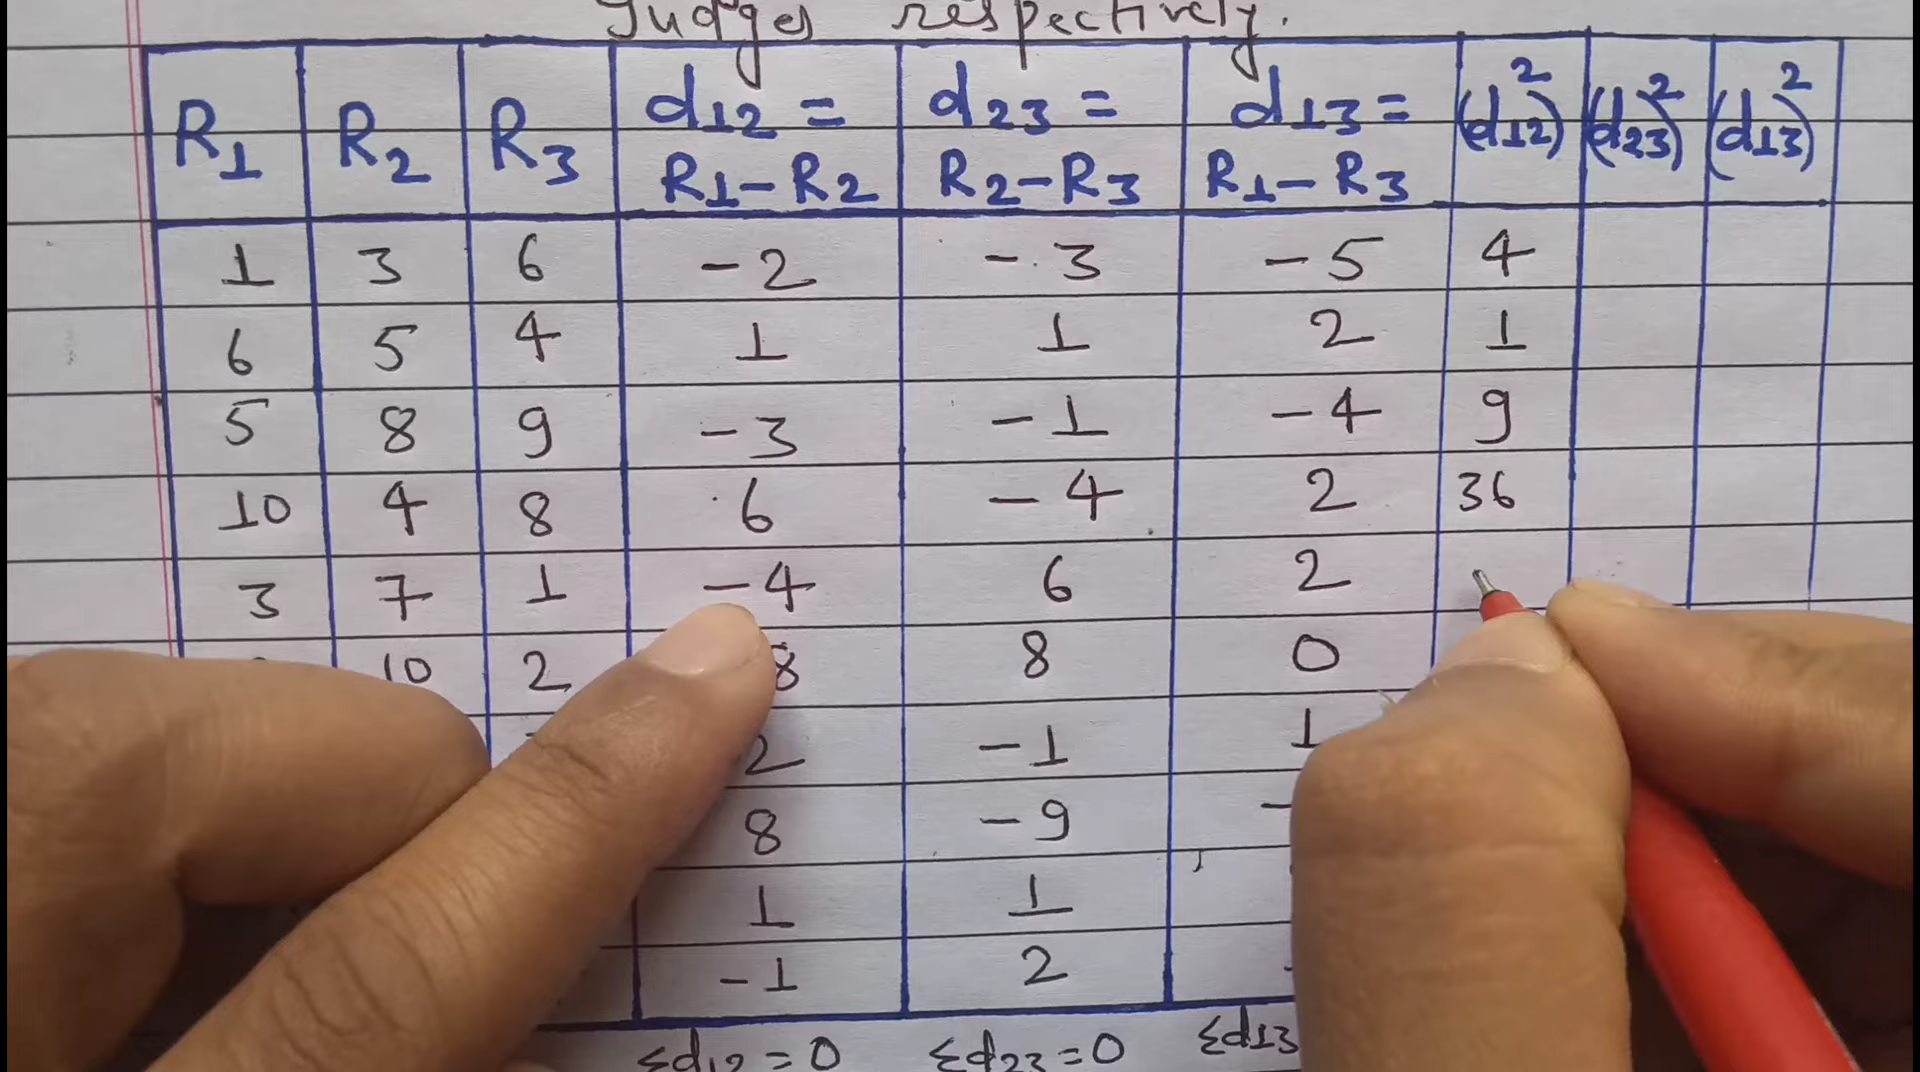 Judges respectively.
R1 R2 R3 d12 = R1-R2 d23 = R2-R3 d13 = R1-R3 (d12)² (d23)² (d13)²
1 3 6 -2 -3 -5 4
6 5 4 1 1 2 1
5 8 9 -3 -1 -4 9
10 4 8 6 -4 2 36
3 7 1 -4 6 2
10 2 8 8 0
2 -1 1
8 -9 -
1 1
-1 2
Σd12 = 0 Σd23 = 0 Σd13